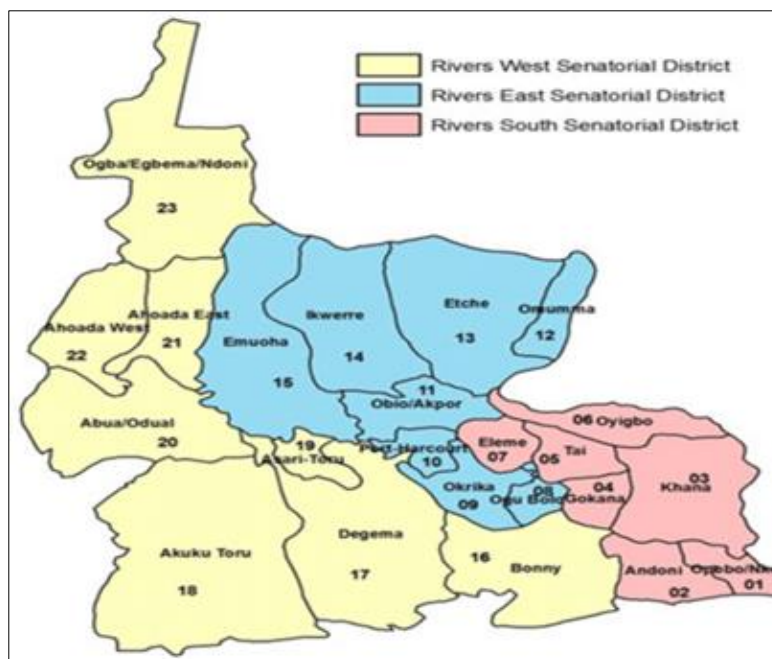 Rivers West Senatorial District
Rivers East Senatorial District
Rivers South Senatorial District
Ogba/Egbema/Ndoni
23
Ahoada East
21
Ahoada West
22
Emuoha
15
Ikwerre
14
Etche
13
Omumma
12
11
Obio/Akpor
Abua/Odual
20
19
Asari-Toru
Port-Harcourt
10
Eleme
07
06 Oyigbo
05
Tai
04
Gokana
03
Khana
Okrika
09
08
Ogu Bolo
Akuku Toru
18
Degema
17
16
Bonny
Andoni
02
01